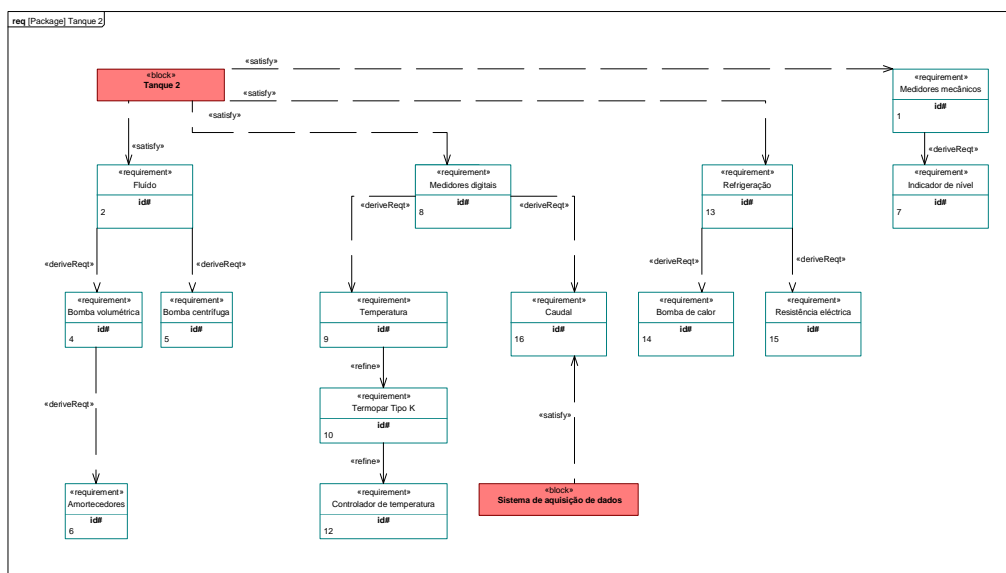 req [Package] Tanque 2
«satisfy»
«block»
Tanque 2
«requirement»
Medidores mecânicos
id#
1
«satisfy»
«satisfy»
«satisfy»
«deriveReqt»
«requirement»
Fluído
id#
2
«requirement»
Medidores digitais
id#
8
«requirement»
Refrigeração
id#
13
«requirement»
Indicador de nível
id#
7
«deriveReqt»
«deriveReqt»
«deriveReqt»
«deriveReqt»
«deriveReqt»
«deriveReqt»
«requirement»
Bomba volumétrica
id#
4
«requirement»
Bomba centrífuga
id#
5
«requirement»
Temperatura
id#
9
«requirement»
Caudal
id#
16
«requirement»
Bomba de calor
id#
14
«requirement»
Resistência eléctrica
id#
15
«refine»
«deriveReqt»
«requirement»
Termopar Tipo K
id#
10
«satisfy»
«refine»
«requirement»
Amortecedores
id#
6
«requirement»
Controlador de temperatura
id#
12
«block»
Sistema de aquisição de dados